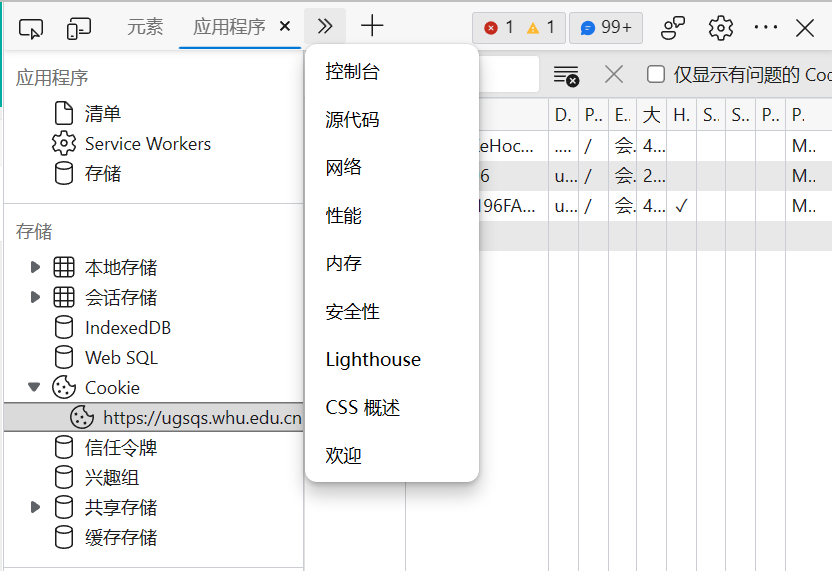 元素
应用程序
1 1
99+
应用程序
清单
Service Workers
存储
存储
本地存储
会话存储
IndexedDB
Web SQL
Cookie
https://ugsqs.whu.edu.cn
信任令牌
兴趣组
共享存储
缓存存储
控制台
源代码
网络
性能
内存
安全性
Lighthouse
CSS 概述
欢迎
仅显示有问题的 Coo
D. P.. E.. 大 H. S.. S... P... P.
eHoc... .... / 会. 4... M...
6 u... / 会. 2... M...
196FA... u... / 会. 4... ✓ M...